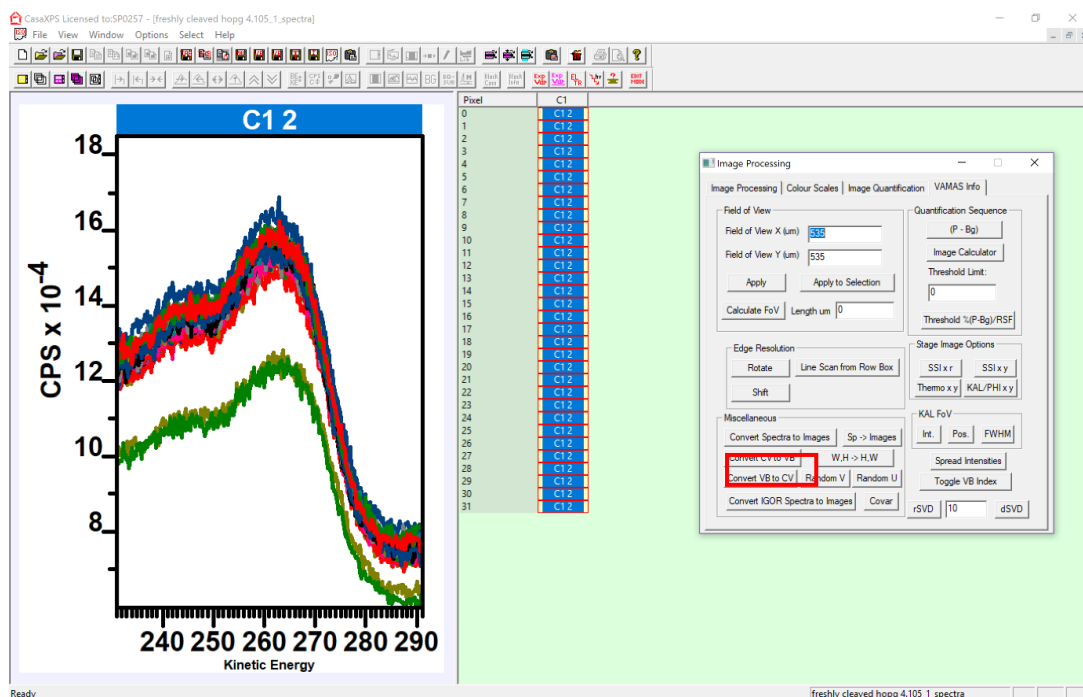 CasaXPS Licensed to:SP0257 - [freshly cleaved hopg 4.105_1_spectra]
File View Window Options Select Help
C1 2
18
16
14
12
10
8
CPS x 10-4
240 250 260 270 280 290
Kinetic Energy
Pixel C1
0 C1 2
1 C1 2
2 C1 2
3 C1 2
4 C1 2
5 C1 2
6 C1 2
7 C1 2
8 C1 2
9 C1 2
10 C1 2
11 C1 2
12 C1 2
13 C1 2
14 C1 2
15 C1 2
16 C1 2
17 C1 2
18 C1 2
19 C1 2
20 C1 2
21 C1 2
22 C1 2
23 C1 2
24 C1 2
25 C1 2
26 C1 2
27 C1 2
28 C1 2
29 C1 2
30 C1 2
31 C1 2
Image Processing
Image Processing Colour Scales Image Quantification VAMAS Info
Field of View
Field of View X (um) 535
Field of View Y (um) 535
Apply Apply to Selection
Calculate FoV Length um 0
Quantification Sequence
(P - Bg)
Image Calculator
Threshold Limit:
0
Threshold %(P-Bg)/RSF
Edge Resolution
Rotate Line Scan from Row Box
Shift
Stage Image Options
SSI x r SSI x y
Thermo x y KAL/PHI x y
Miscellaneous
Convert Spectra to Images Sp -> Images
Convert CV to VB W,H -> H,W
Convert VB to CV Random V Random U
Convert IGOR Spectra to Images Covar
KAL FoV
Int. Pos. FWHM
Spread Intensities
Toggle VB Index
rSVD 10 dSVD
Ready
freshly cleaved hopg 4.105_1_spectra